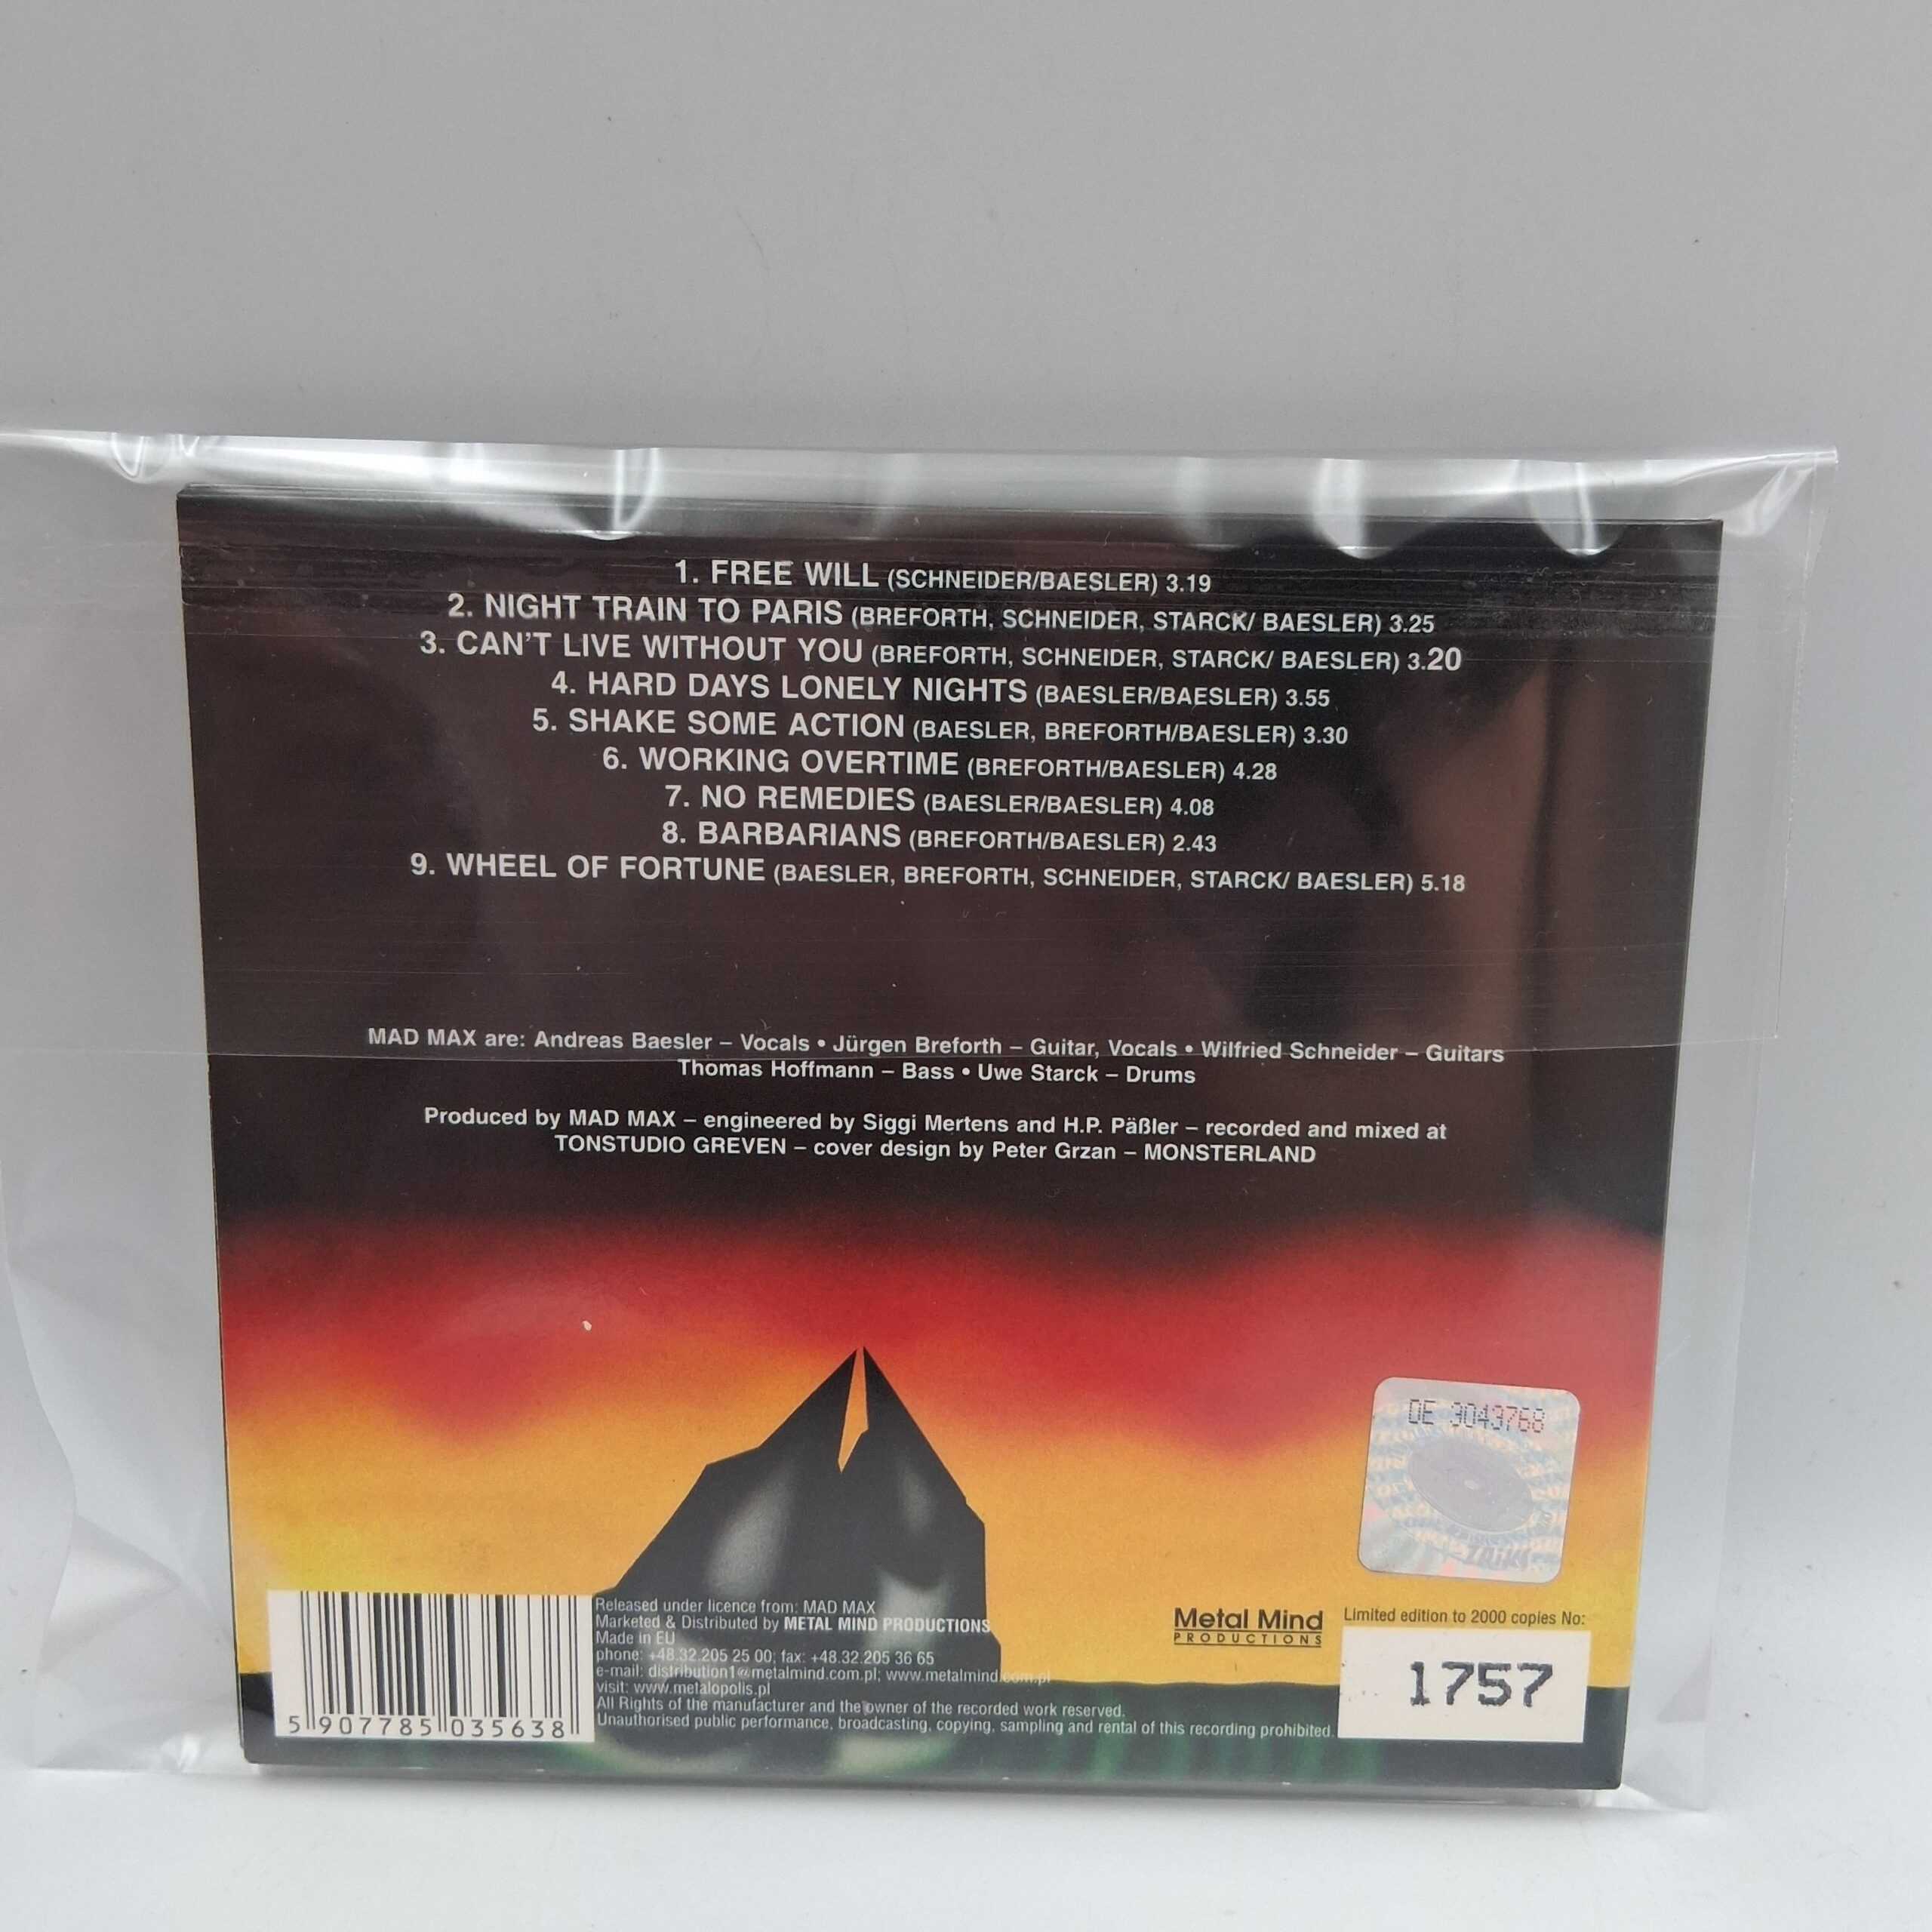 1. FREE WILL (SCHNEIDER/BAESLER) 3.19
2. NIGHT TRAIN TO PARIS (BREFORTH, SCHNEIDER, STARCK/ BAESLER) 3.25
3. CAN'T LIVE WITHOUT YOU (BREFORTH, SCHNEIDER, STARCK/ BAESLER) 3.20
4. HARD DAYS LONELY NIGHTS (BAESLER/BAESLER) 3.55
5. SHAKE SOME ACTION (BAESLER, BREFORTH/BAESLER) 3.30
6. WORKING OVERTIME (BREFORTH/BAESLER) 4.28
7. NO REMEDIES (BAESLER/BAESLER) 4.08
8. BARBARIANS (BREFORTH/BAESLER) 2.43
9. WHEEL OF FORTUNE (BAESLER, BREFORTH, SCHNEIDER, STARCK/ BAESLER) 5.18
MAD MAX are: Andreas Baesler – Vocals • Jürgen Breforth – Guitar, Vocals • Wilfried Schneider – Guitars
Thomas Hoffmann – Bass • Uwe Starck – Drums
Produced by MAD MAX – engineered by Siggi Mertens and H.P. Päßler – recorded and mixed at
TONSTUDIO GREVEN – cover design by Peter Grzan – MONSTERLAND
OE 3043768
ZAiKS
5 907785 035638
Released under licence from: MAD MAX
Marketed & Distributed by METAL MIND PRODUCTIONS
Made in EU
phone: +48.32.205 25 00; fax: +48.32.205 36 65
e-mail: distribution1@metalmind.com.pl; www.metalmind.com.pl
visit: www.metalopolis.pl
All Rights of the manufacturer and the owner of the recorded work reserved.
Unauthorised public performance, broadcasting, copying, sampling and rental of this recording prohibited.
Metal Mind
PRODUCTIONS
Limited edition to 2000 copies No:
1757